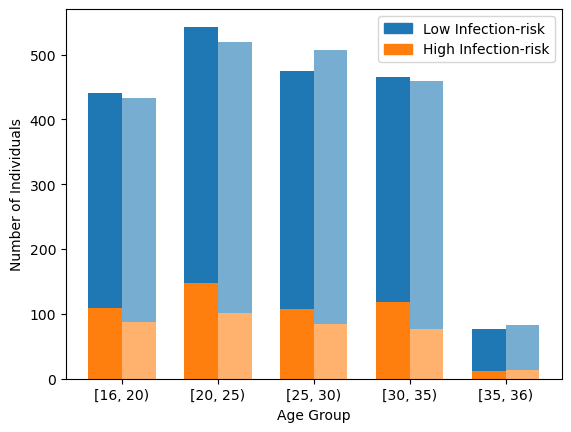 Low Infection-risk
High Infection-risk
500
400
300
200
100
0
Number of Individuals
[16, 20)
[20, 25)
[25, 30)
[30, 35)
[35, 36)
Age Group